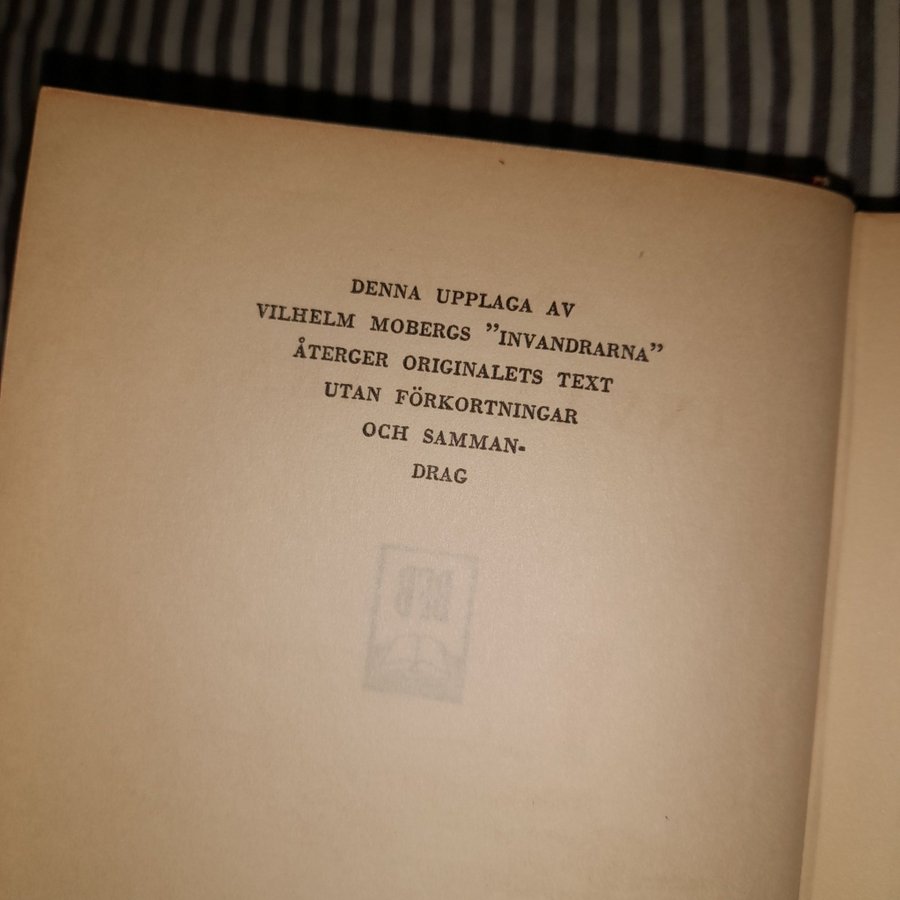 DENNA UPPLAGA AV
VILHELM MOBERGS ”INVANDRARNA”
ÅTERGER ORIGINALETS TEXT
UTAN FÖRKORTNINGAR
OCH SAMMAN-
DRAG